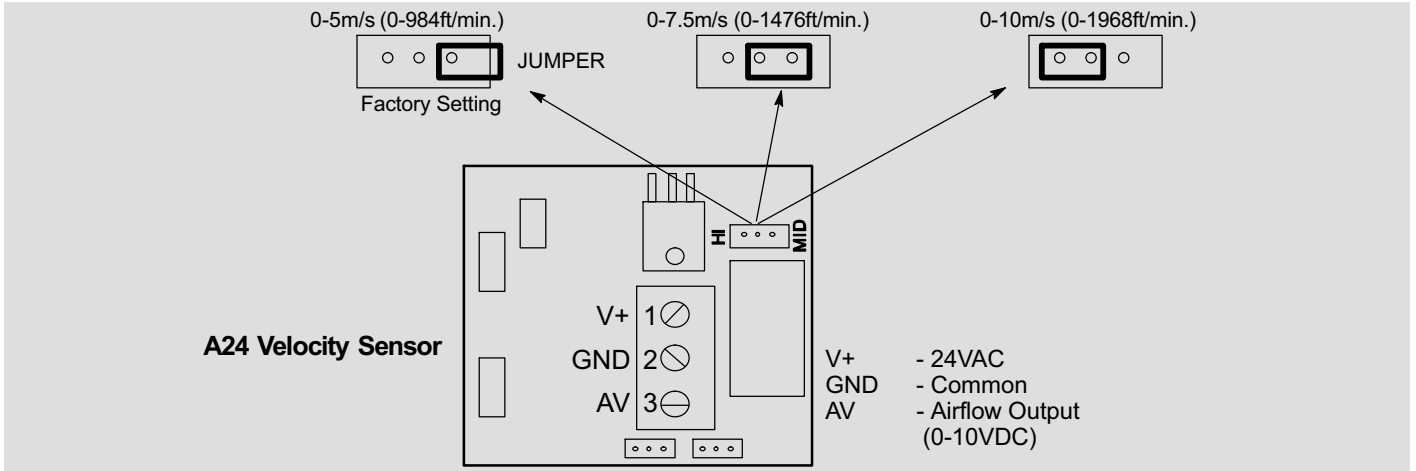 0-5m/s (0-984ft/min.)
0-7.5m/s (0-1476ft/min.)
0-10m/s (0-1968ft/min.)
JUMPER
Factory Setting
HI
MID
A24 Velocity Sensor
V+ 1
GND 2
AV 3
V+ - 24VAC
GND - Common
AV - Airflow Output
(0-10VDC)